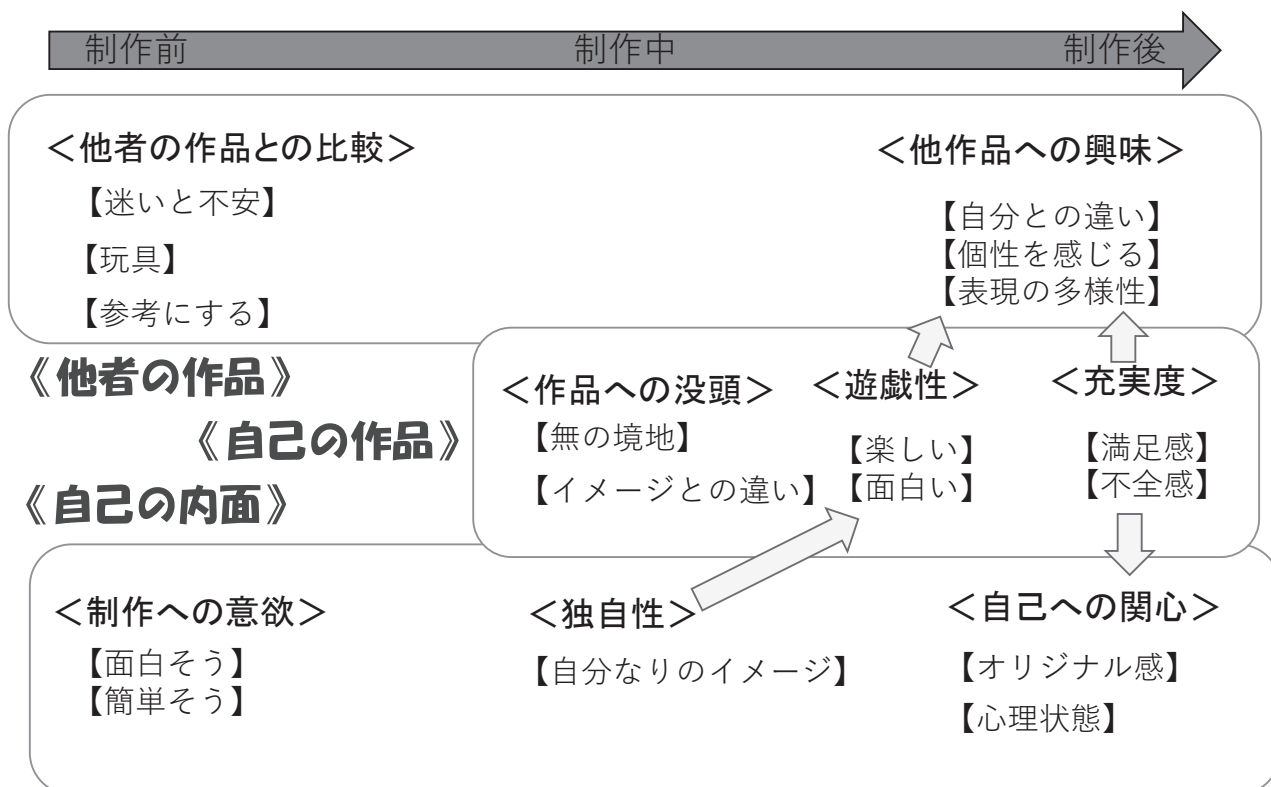 制作前 制作中 制作後
＜他者の作品との比較＞
【迷いと不安】
【玩具】
【参考にする】
＜他作品への興味＞
【自分との違い】
【個性を感じる】
【表現の多様性】
《他者の作品》
《自己の作品》
《自己の内面》
＜作品への没頭＞
【無の境地】
【イメージとの違い】
＜遊戯性＞
【楽しい】
【面白い】
＜充実度＞
【満足感】
【不全感】
＜制作への意欲＞
【面白そう】
【簡単そう】
＜独自性＞
【自分なりのイメージ】
＜自己への関心＞
【オリジナル感】
【心理状態】